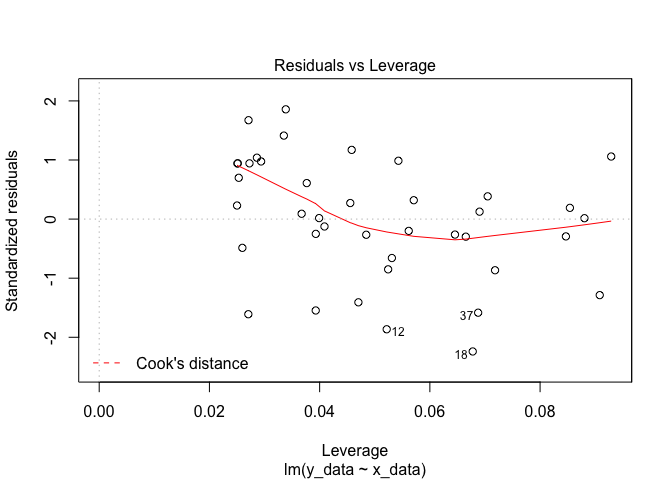 Residuals vs Leverage
Standardized residuals
2
1
0
-1
-2
37
12
18
Cook's distance
0.00 0.02 0.04 0.06 0.08
Leverage
lm(y_data ~ x_data)